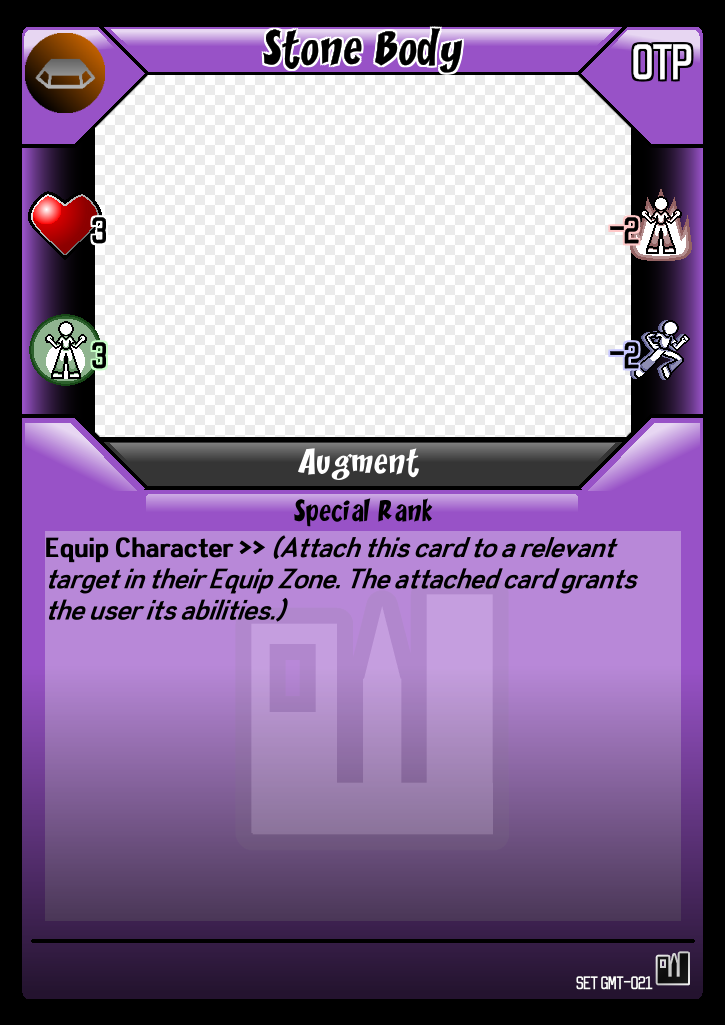 Stone Body
OTP
3
-2
3
-2
Augment
Special Rank
Equip Character >> (Attach this card to a relevant
target in their Equip Zone. The attached card grants
the user its abilities.)
SET GMT-021